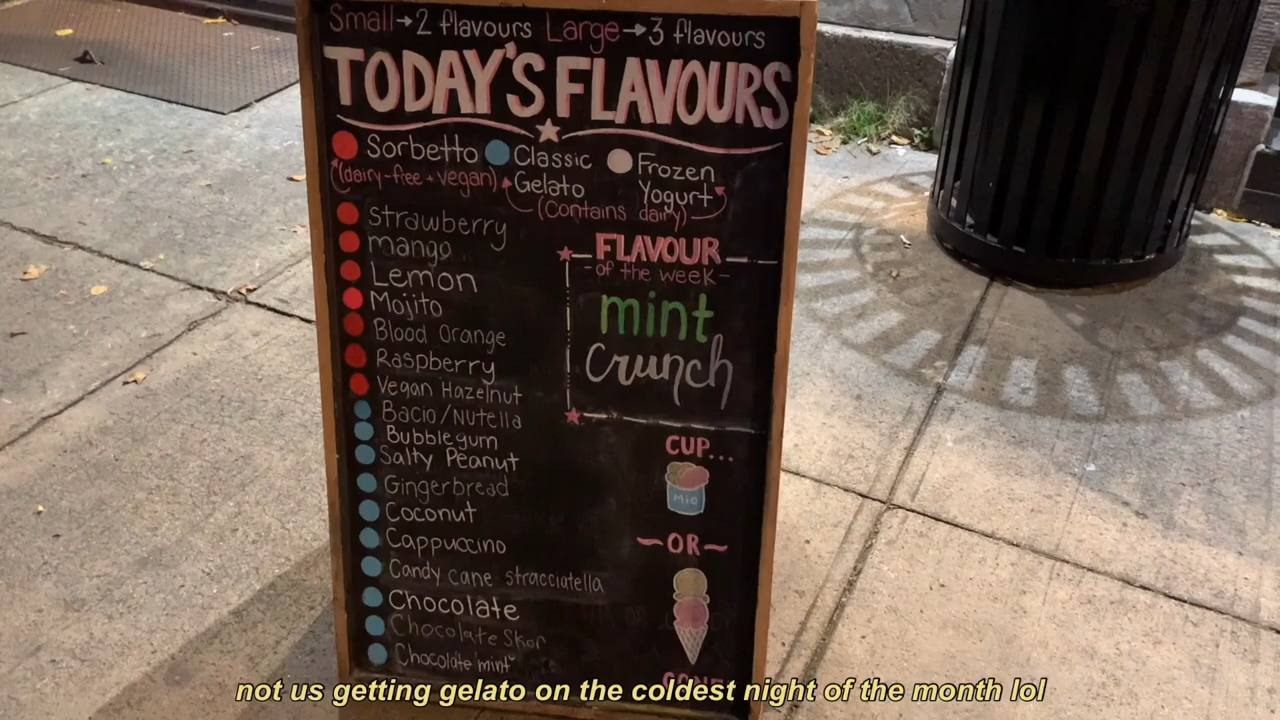 Small→2 flavours Large→3 flavours
TODAY'S FLAVOURS
Sorbetto
(dairy-free + vegan)
Classic
Gelato
Frozen
Yogurt
(Contains dairy)
Strawberry
mango
Lemon
Mojito
Blood Orange
Raspberry
Vegan Hazelnut
Bacio/Nutella
Bubblegum
Salty Peanut
Gingerbread
Coconut
Cappuccino
Candy cane stracciatella
Chocolate
Chocolate Skor
Chocolate mint
FLAVOUR
-of the week-
mint
crunch
CUP...
Mio
~OR~
CONE
not us getting gelato on the coldest night of the month lol